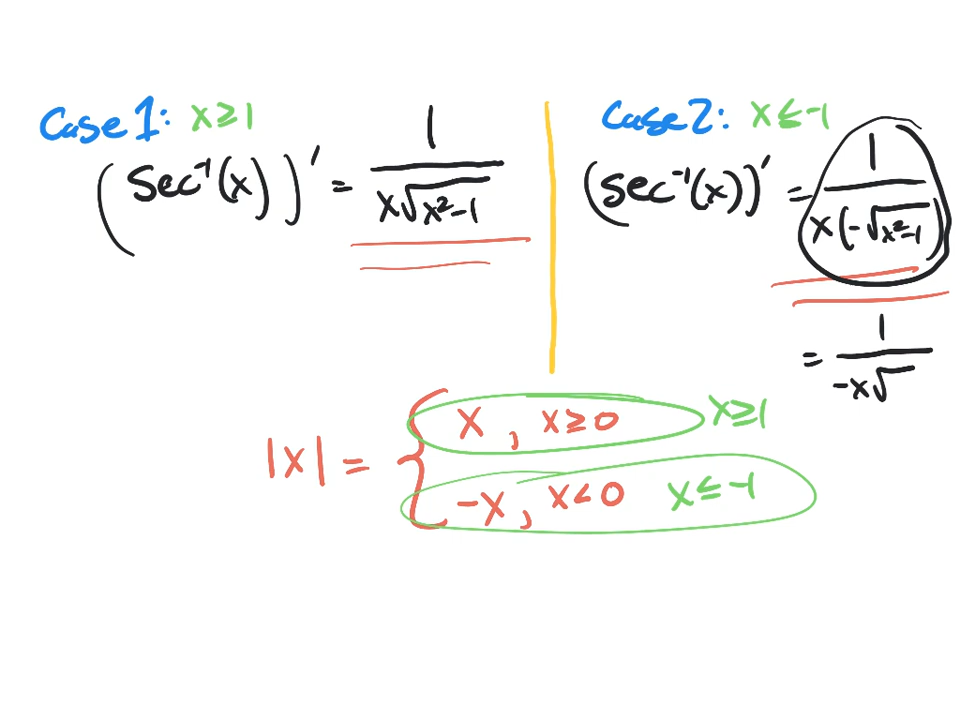 Case 1: x ≥ 1
(sec⁻¹(x))' = 1/(x√(x²-1))
Case 2: x ≤ -1
(sec⁻¹(x))' = 1/(x(-√(x²-1)))
= 1/(-x√)
|x| = { x, x ≥ 0 x ≥ 1
-x, x < 0 x ≤ -1